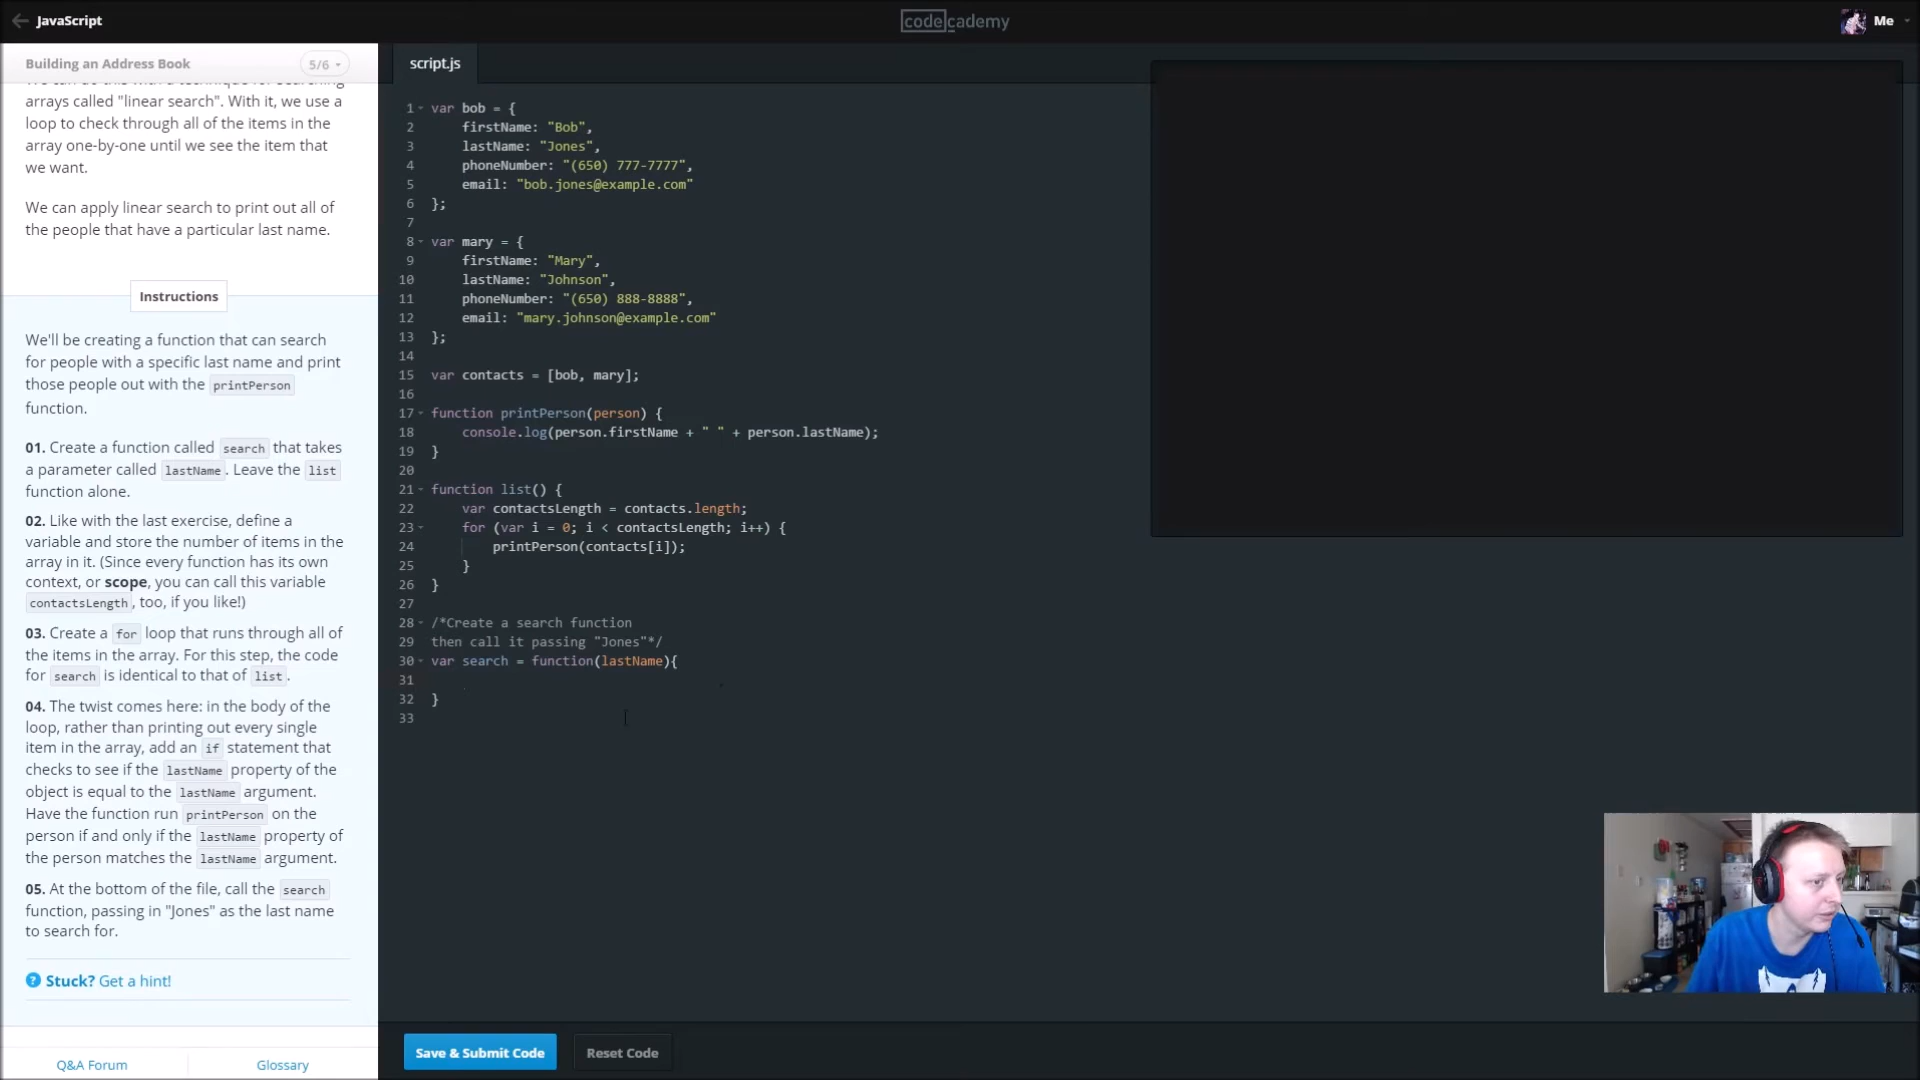 JavaScript
codecademy
Me
Building an Address Book
5/6
arrays called "linear search". With it, we use a
loop to check through all of the items in the
array one-by-one until we see the item that
we want.
We can apply linear search to print out all of
the people that have a particular last name.
Instructions
We'll be creating a function that can search
for people with a specific last name and print
those people out with the printPerson
function.
01. Create a function called search that takes
a parameter called lastName. Leave the list
function alone.
02. Like with the last exercise, define a
variable and store the number of items in the
array in it. (Since every function has its own
context, or scope, you can call this variable
contactsLength, too, if you like!)
03. Create a for loop that runs through all of
the items in the array. For this step, the code
for search is identical to that of list.
04. The twist comes here: in the body of the
loop, rather than printing out every single
item in the array, add an if statement that
checks to see if the lastName property of the
object is equal to the lastName argument.
Have the function run printPerson on the
person if and only if the lastName property of
the person matches the lastName argument.
05. At the bottom of the file, call the search
function, passing in "Jones" as the last name
to search for.
? Stuck? Get a hint!
Q&A Forum
Glossary
script.js
1 var bob = {
2 firstName: "Bob",
3 lastName: "Jones",
4 phoneNumber: "(650) 777-7777",
5 email: "bob.jones@example.com"
6 };
7
8 var mary = {
9 firstName: "Mary",
10 lastName: "Johnson",
11 phoneNumber: "(650) 888-8888",
12 email: "mary.johnson@example.com"
13 };
14
15 var contacts = [bob, mary];
16
17 function printPerson(person) {
18 console.log(person.firstName + " " + person.lastName);
19 }
20
21 function list() {
22 var contactsLength = contacts.length;
23 for (var i = 0; i < contactsLength; i++) {
24 printPerson(contacts[i]);
25 }
26 }
27
28 /*Create a search function
29 then call it passing "Jones"*/
30 var search = function(lastName){
31
32 }
33
Save & Submit Code
Reset Code